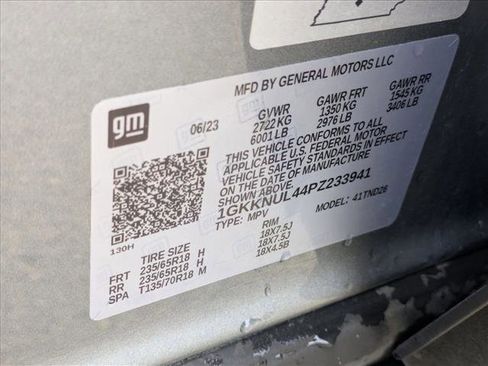 gm
06/23
MFD BY GENERAL MOTORS LLC
GVWR GAWR FRT GAWR RR
2722 KG 1350 KG 1545 KG
6001 LB 2976 LB 3406 LB
THIS VEHICLE CONFORMS TO ALL
APPLICABLE U.S. FEDERAL MOTOR
VEHICLE SAFETY STANDARDS IN EFFECT
ON THE DATE OF MANUFACTURE
1GKKNUL44PZ233941
TYPE: MPV MODEL: 41TND26
130H
TIRE SIZE RIM
FRT 235/65R18 H 18X7.5J
RR 235/65R18 H 18X7.5J
SPA T135/70R18 M 18X4.5B